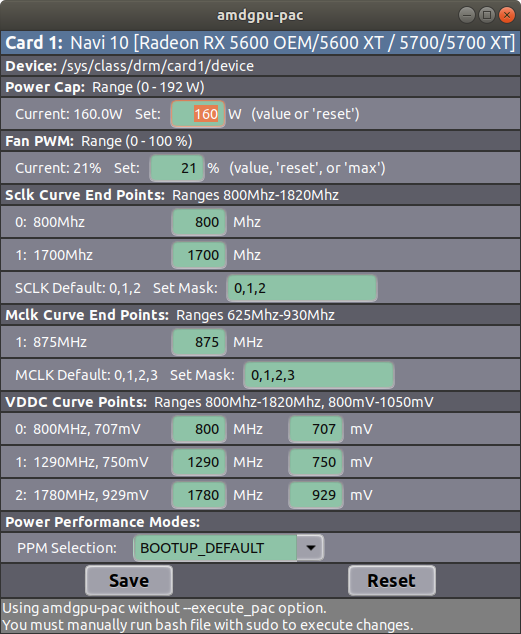 amdgpu-pac
Card 1: Navi 10 [Radeon RX 5600 OEM/5600 XT / 5700/5700 XT]
Device: /sys/class/drm/card1/device
Power Cap: Range (0 - 192 W)
Current: 160.0W Set: 160 W (value or 'reset')
Fan PWM: Range (0 - 100 %)
Current: 21% Set: 21 % (value, 'reset', or 'max')
Sclk Curve End Points: Ranges 800Mhz-1820Mhz
0: 800Mhz 800 Mhz
1: 1700Mhz 1700 Mhz
SCLK Default: 0,1,2 Set Mask: 0,1,2
Mclk Curve End Points: Ranges 625Mhz-930Mhz
1: 875MHz 875 MHz
MCLK Default: 0,1,2,3 Set Mask: 0,1,2,3
VDDC Curve Points: Ranges 800Mhz-1820Mhz, 800mV-1050mV
0: 800MHz, 707mV 800 MHz 707 mV
1: 1290MHz, 750mV 1290 MHz 750 mV
2: 1780MHz, 929mV 1780 MHz 929 mV
Power Performance Modes:
PPM Selection: BOOTUP_DEFAULT
Save Reset
Using amdgpu-pac without --execute_pac option.
You must manually run bash file with sudo to execute changes.